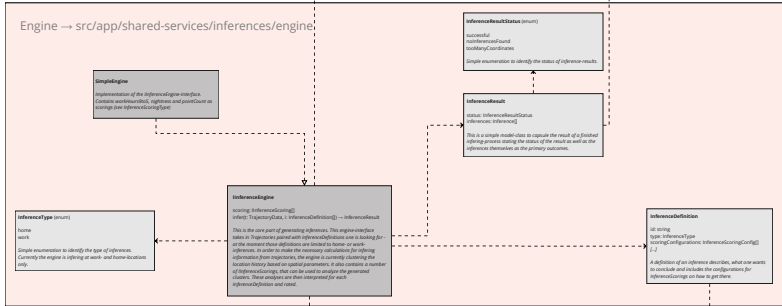 Engine → src/app/shared-services/inferences/engine
InferenceResultStatus (enum)
successful
noInferencesFound
tooManyCoordinates
Simple enumeration to identify the status of inference-results.
SimpleEngine
Implementation of the IInferenceEngine-interface.
Contains workHours9to5, nightness and pointCount as
scorings (see InferenceScoringType)
InferenceResult
status: InferenceResultStatus
inferences: Inference[]
This is a simple model-class to capsule the result of a finished
infering-process stating the status of the result as well as the
inferences themselves as the primary outcomes.
IInferenceEngine
scoring: IInferenceScoring[]
infer(t: TrajectoryData, i: InferenceDefinition[]) → InferenceResult
This is the core part of generating inferences. This engine-interface
takes in Trajectories paired with InferenceDefinitions one is looking for -
at the moment those definitions are limited to home- or work-
inferences. In order to make the necessary calculations for infering
information from trajectories, the engine is currently clustering the
location history based on spatial parameters. It also contains a number
of IInferenceScorings, that can be used to analyze the generated
clusters. These analyses are then interpreted for each
InferenceDefinition and rated.
InferenceType (enum)
home
work
Simple enumeration to identify the type of inferences.
Currently the engine is infering at work- and home-locations
only.
InferenceDefinition
id: string
type: InferenceType
scoringConfigurations: InferenceScoringConfig[]
[...]
A definition of an inference describes, what one wants
to conclude and includes the configurations for
InferenceScorings on how to get there.